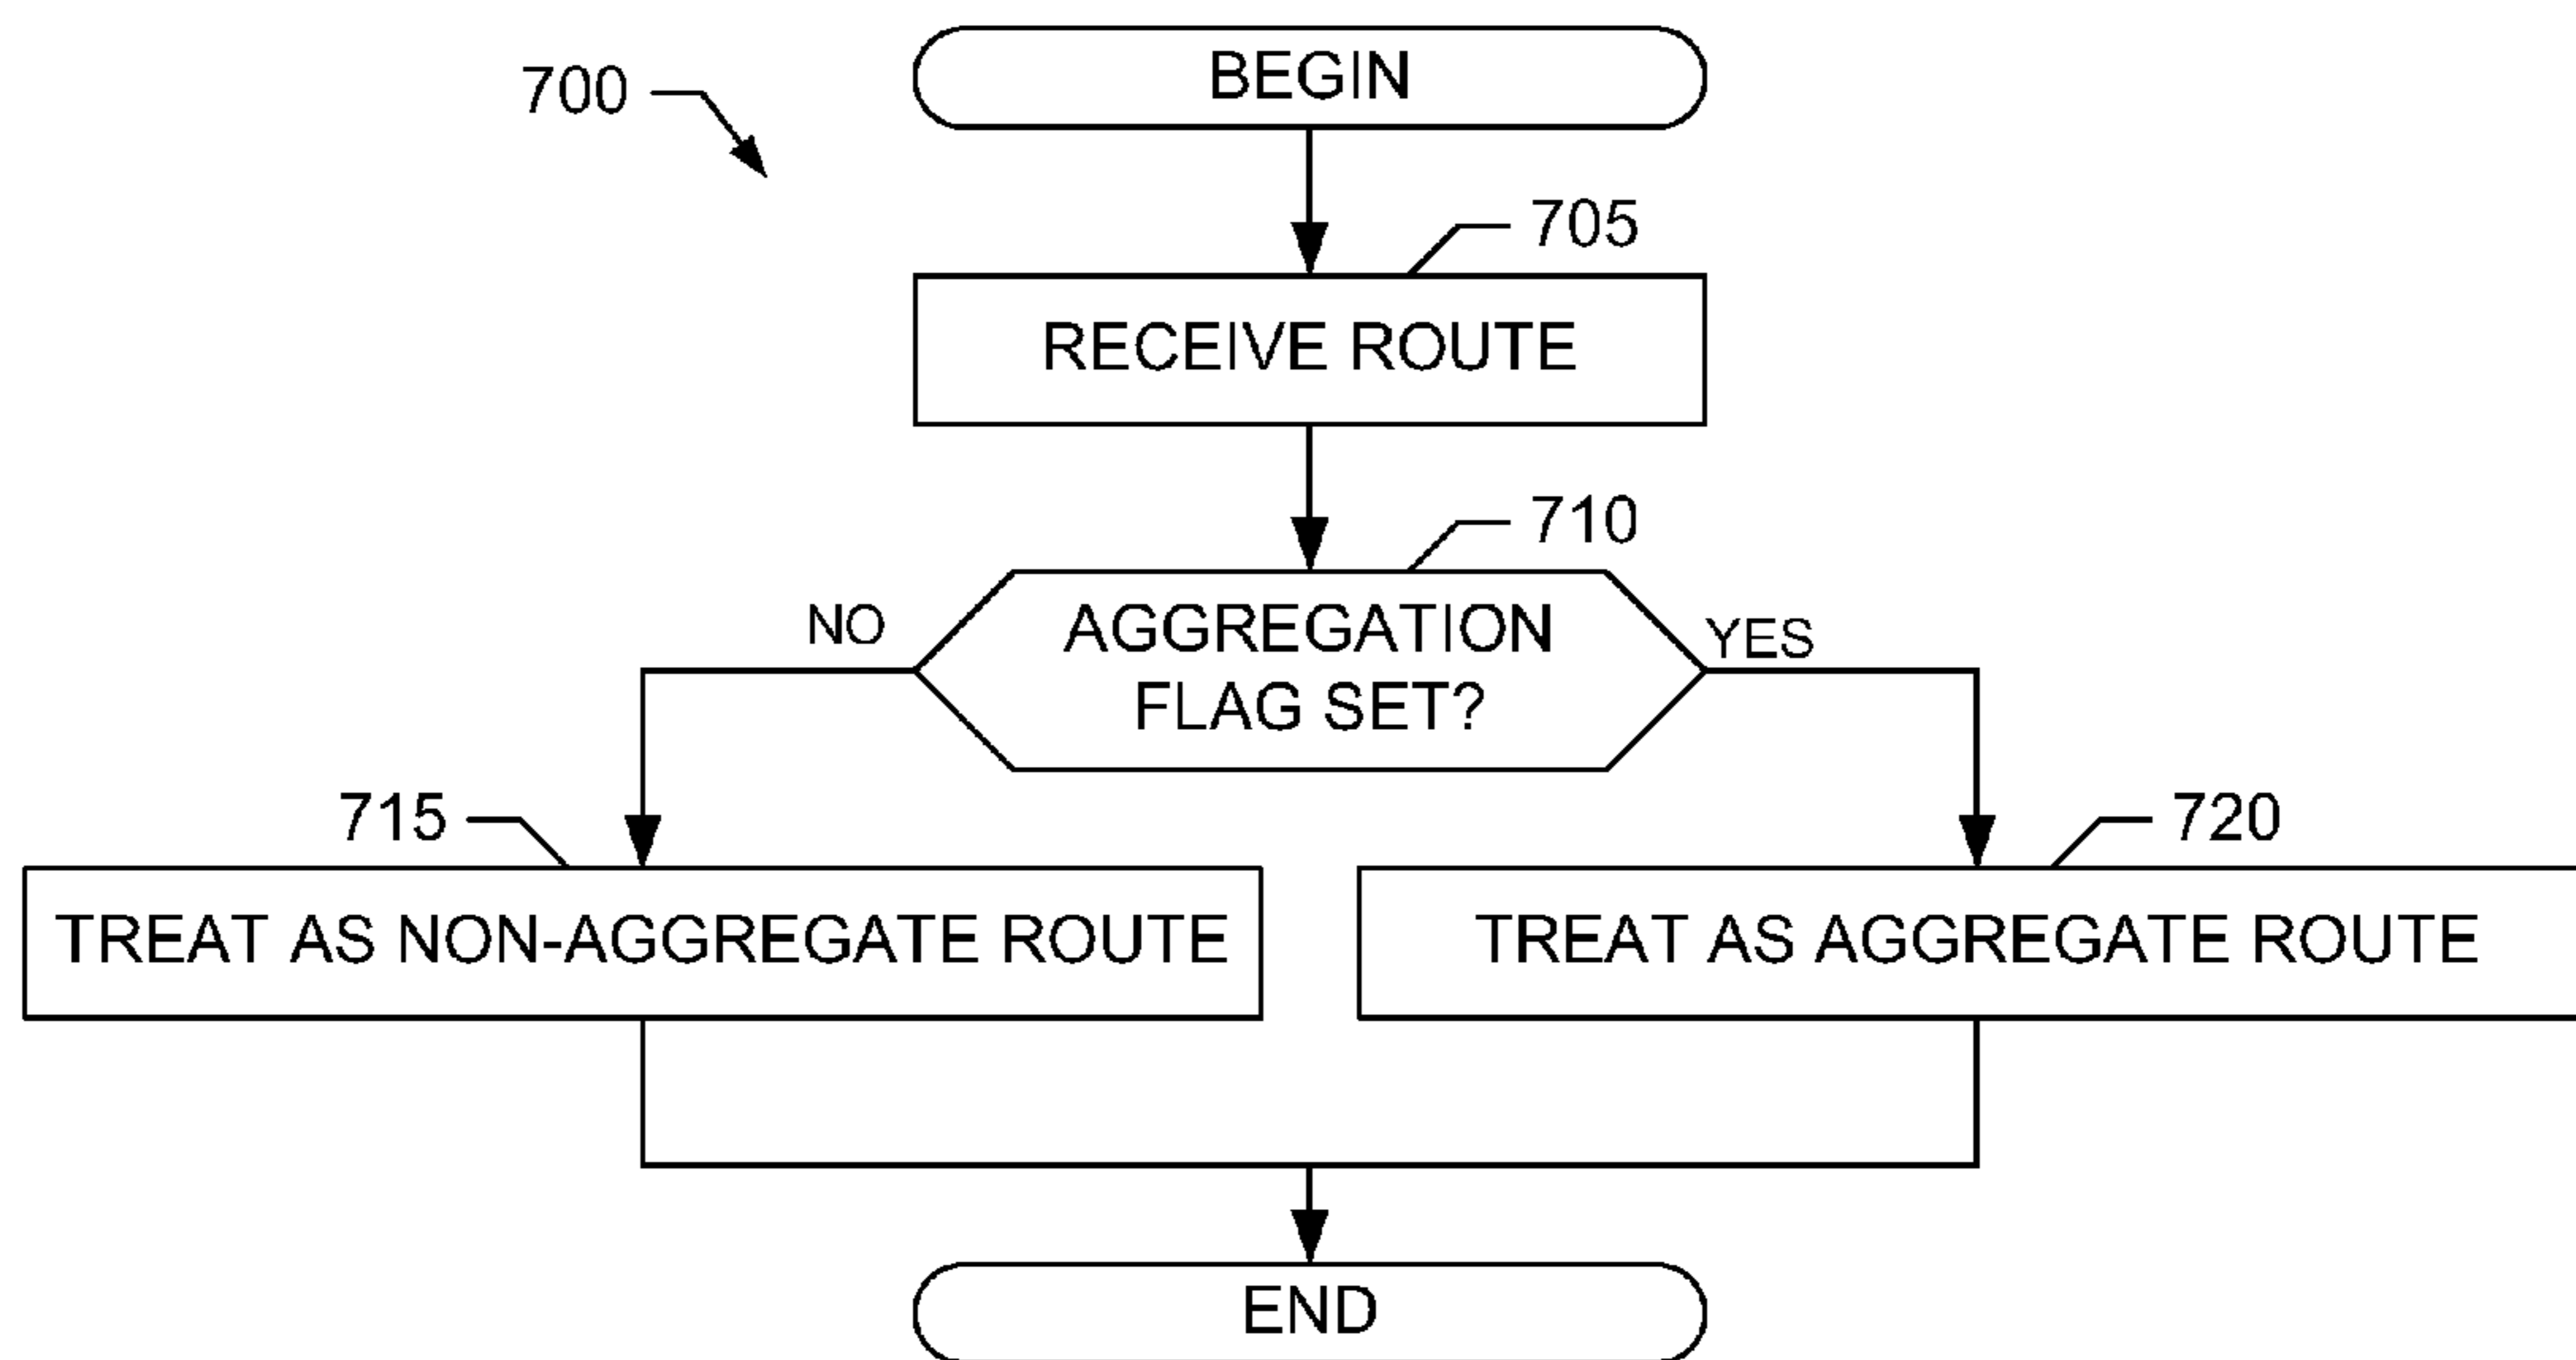 BEGIN
700
705
RECEIVE ROUTE
710
NO
AGGREGATION
FLAG SET?
YES
715
720
TREAT AS NON-AGGREGATE ROUTE
TREAT AS AGGREGATE ROUTE
END